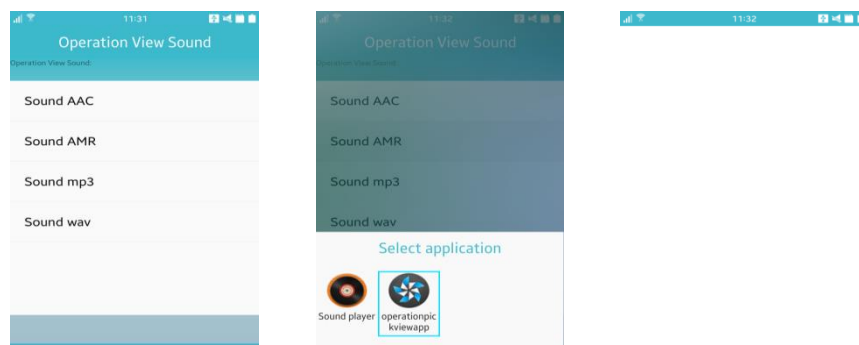 11:31
Operation View Sound
Operation View Sound
Sound AAC
Sound AMR
Sound mp3
Sound wav
11:32
Operation View Sound
Operation View Sound
Sound AAC
Sound AMR
Sound mp3
Sound wav
Select application
Sound player
operationpic
kviewapp
11:32